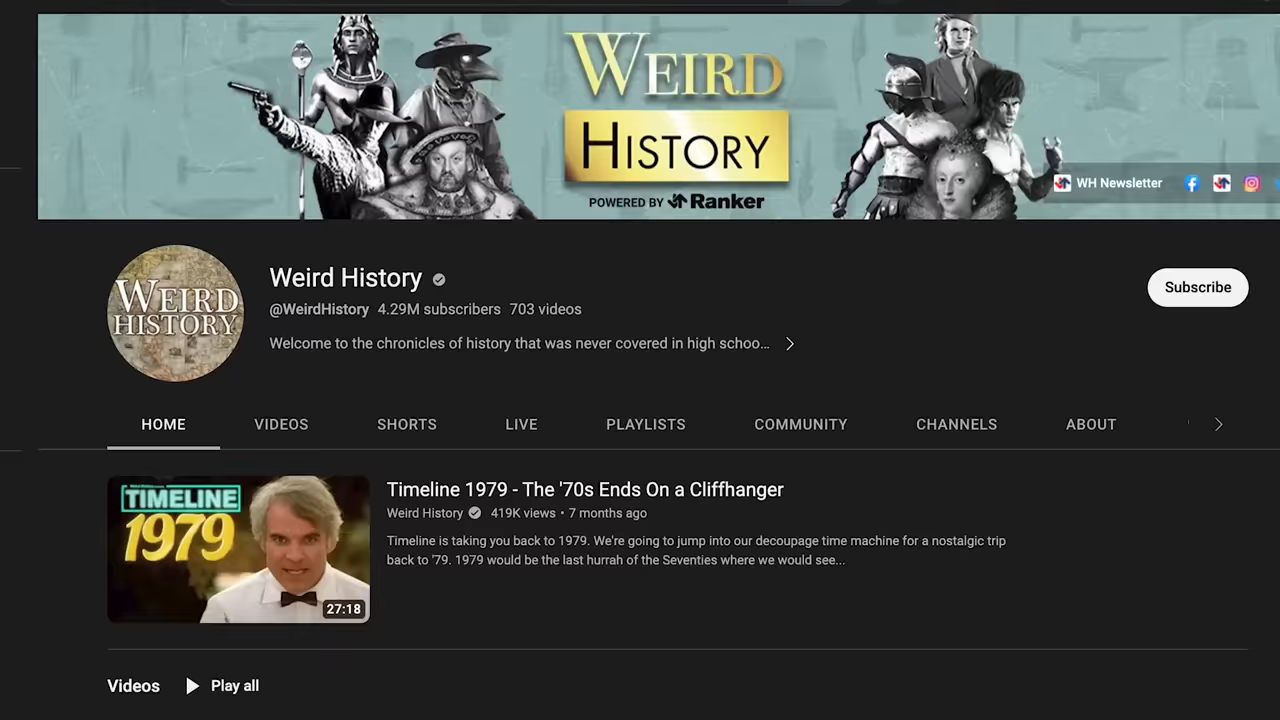 WEIRD
HISTORY
POWERED BY Ranker
WH Newsletter
WEIRD
HISTORY
Weird History
@WeirdHistory 4.29M subscribers 703 videos
Welcome to the chronicles of history that was never covered in high schoo...
Subscribe
HOME VIDEOS SHORTS LIVE PLAYLISTS COMMUNITY CHANNELS ABOUT
TIMELINE
1979
27:18
Timeline 1979 - The '70s Ends On a Cliffhanger
Weird History 419K views • 7 months ago
Timeline is taking you back to 1979. We're going to jump into our decoupage time machine for a nostalgic trip
back to '79. 1979 would be the last hurrah of the Seventies where we would see...
Videos Play all